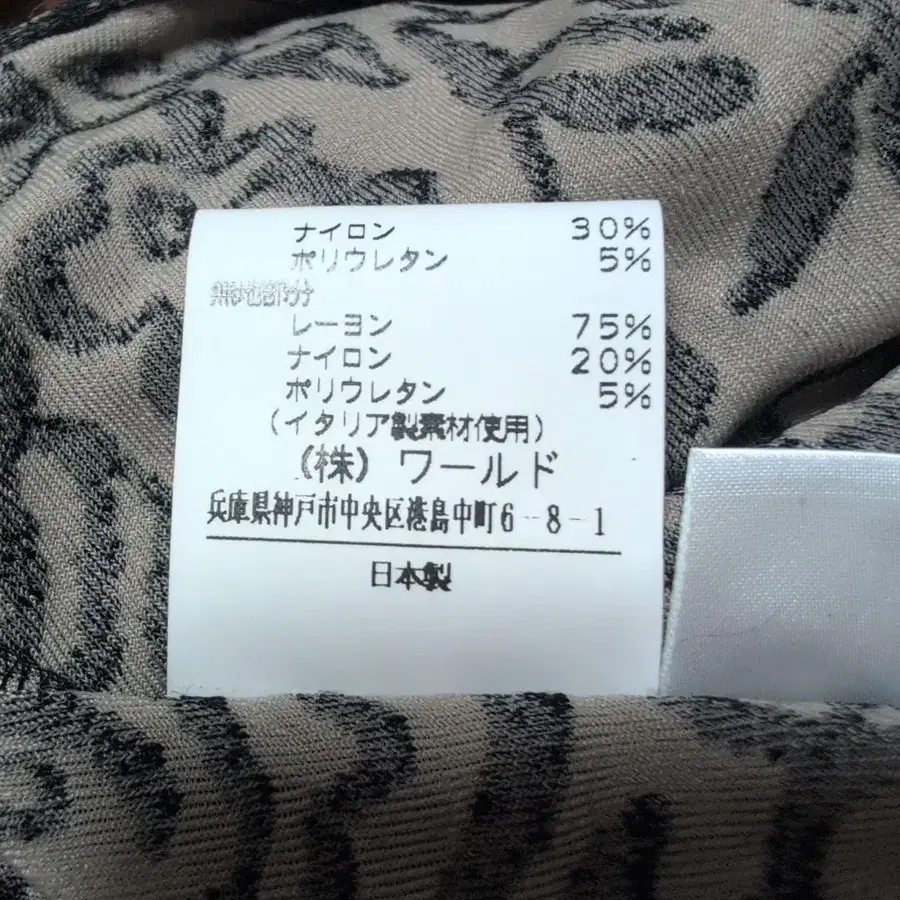 ナイロン 30%
ポリウレタン 5%
無地部分
レーヨン 75%
ナイロン 20%
ポリウレタン 5%
(イタリア製素材使用)
(株) ワールド
兵庫県神戸市中央区港島中町6-8-1
日本製